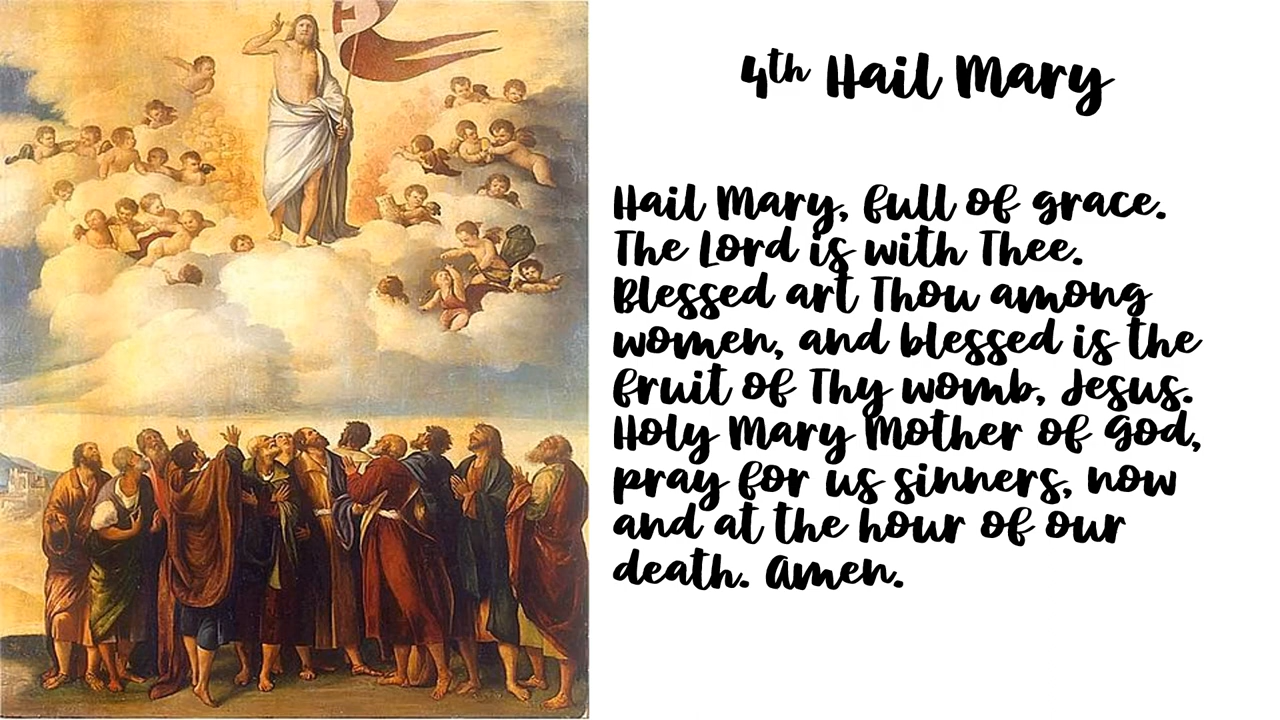 4th Hail Mary
Hail Mary, full of grace.
The Lord is with Thee.
Blessed art Thou among
women, and blessed is the
fruit of Thy womb, Jesus.
Holy Mary Mother of God,
pray for us sinners, now
and at the hour of our
death. Amen.